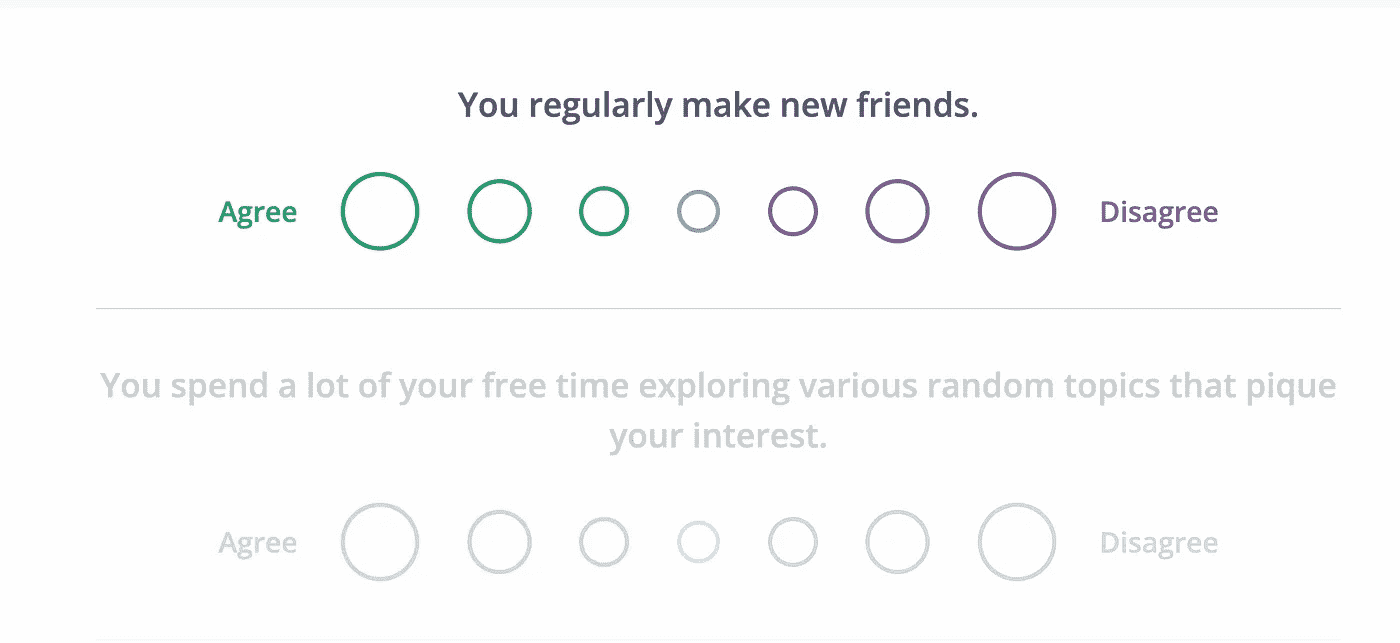 You regularly make new friends.
Agree Disagree
You spend a lot of your free time exploring various random topics that pique
your interest.
Agree Disagree